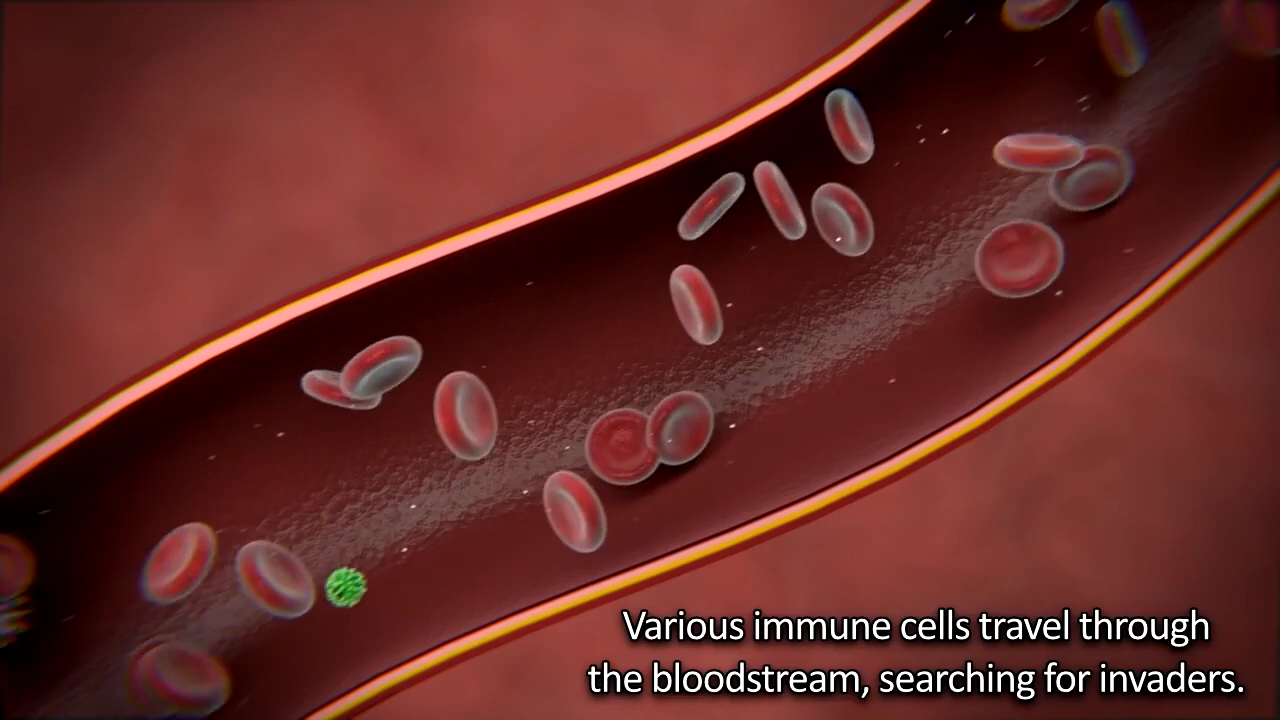 Various immune cells travel through
the bloodstream, searching for invaders.